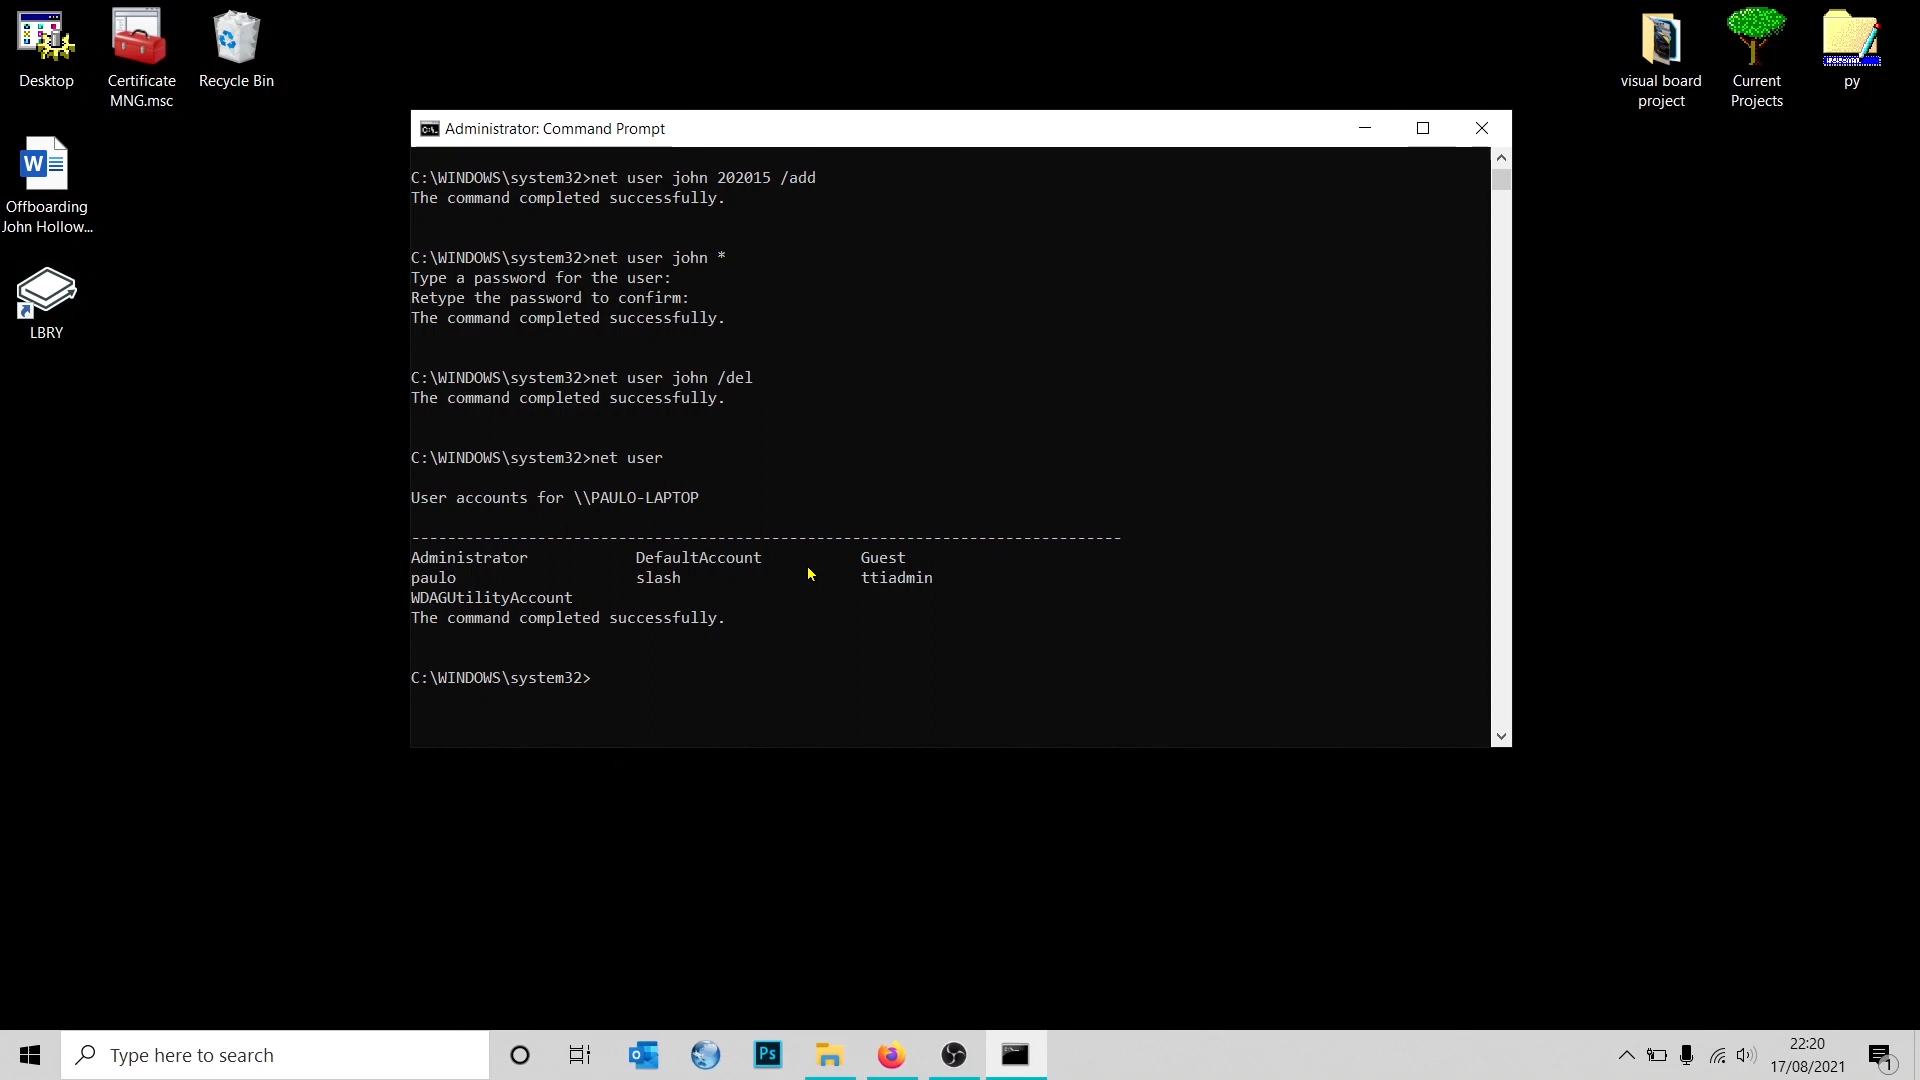 Desktop
Certificate
MNG.msc
Recycle Bin
visual board
project
Current
Projects
py
Offboarding
John Hollow...
LBRY
Administrator: Command Prompt
C:\WINDOWS\system32>net user john 202015 /add
The command completed successfully.
C:\WINDOWS\system32>net user john *
Type a password for the user:
Retype the password to confirm:
The command completed successfully.
C:\WINDOWS\system32>net user john /del
The command completed successfully.
C:\WINDOWS\system32>net user
User accounts for \\PAULO-LAPTOP
-------------------------------------------------------------------------------
Administrator            DefaultAccount           Guest
paulo                    slash                    ttiadmin
WDAGUtilityAccount
The command completed successfully.
C:\WINDOWS\system32>
Type here to search
Ps
22:20
17/08/2021
1